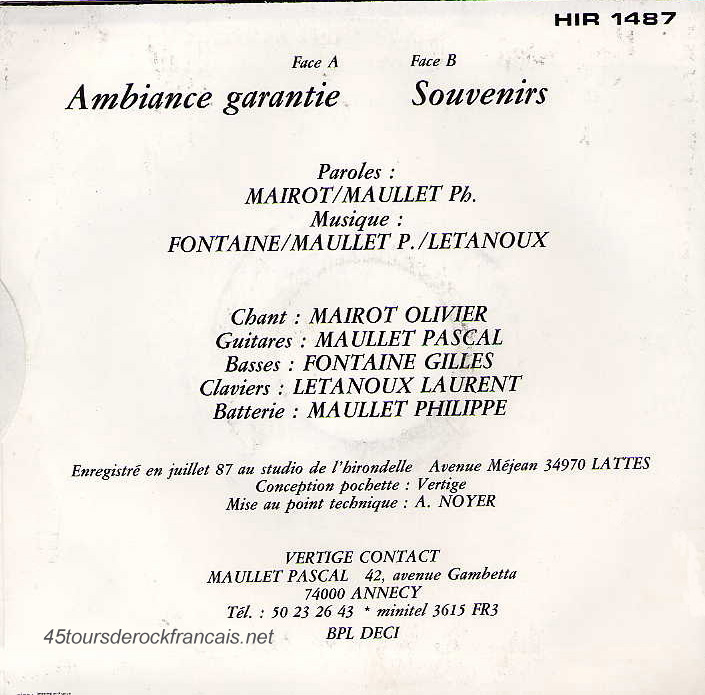 HIR 1487
Face A Face B
Ambiance garantie Souvenirs
Paroles :
MAIROT/MAULLET Ph.
Musique :
FONTAINE/MAULLET P./LETANOUX
Chant : MAIROT OLIVIER
Guitares : MAULLET PASCAL
Basses : FONTAINE GILLES
Claviers : LETANOUX LAURENT
Batterie : MAULLET PHILIPPE
Enregistré en juillet 87 au studio de l'hirondelle Avenue Méjean 34970 LATTES
Conception pochette : Vertige
Mise au point technique : A. NOYER
VERTIGE CONTACT
MAULLET PASCAL 42, avenue Gambetta
74000 ANNECY
Tél. : 50 23 26 43 * minitel 3615 FR3
BPL DECI
45toursderockfrancais.net